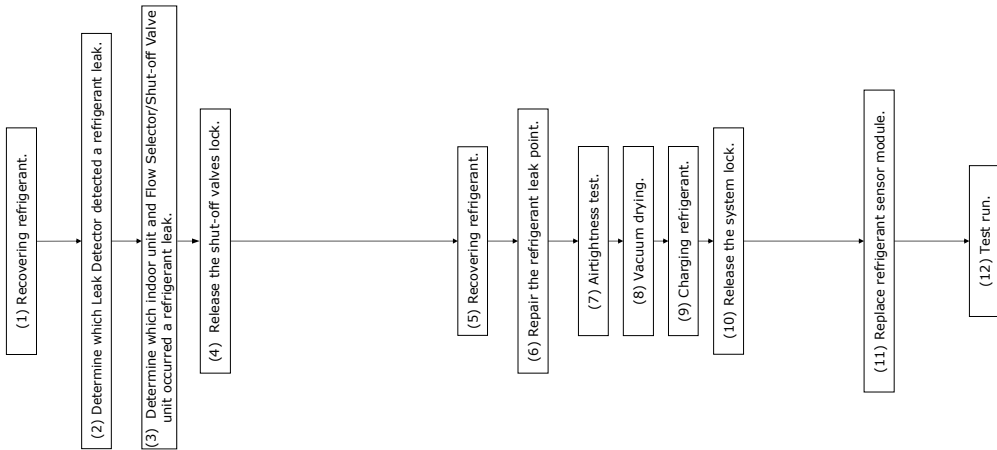 (1) Recovering refrigerant.
(2) Determine which Leak Detector detected a refrigerant leak.
(3) Determine which indoor unit and Flow Selector/Shut-off Valve
unit occurred a refrigerant leak.
(4) Release the shut-off valves lock.
(5) Recovering refrigerant.
(6) Repair the refrigerant leak point.
(7) Airtightness test.
(8) Vacuum drying.
(9) Charging refrigerant.
(10) Release the system lock.
(11) Replace refrigerant sensor module.
(12) Test run.